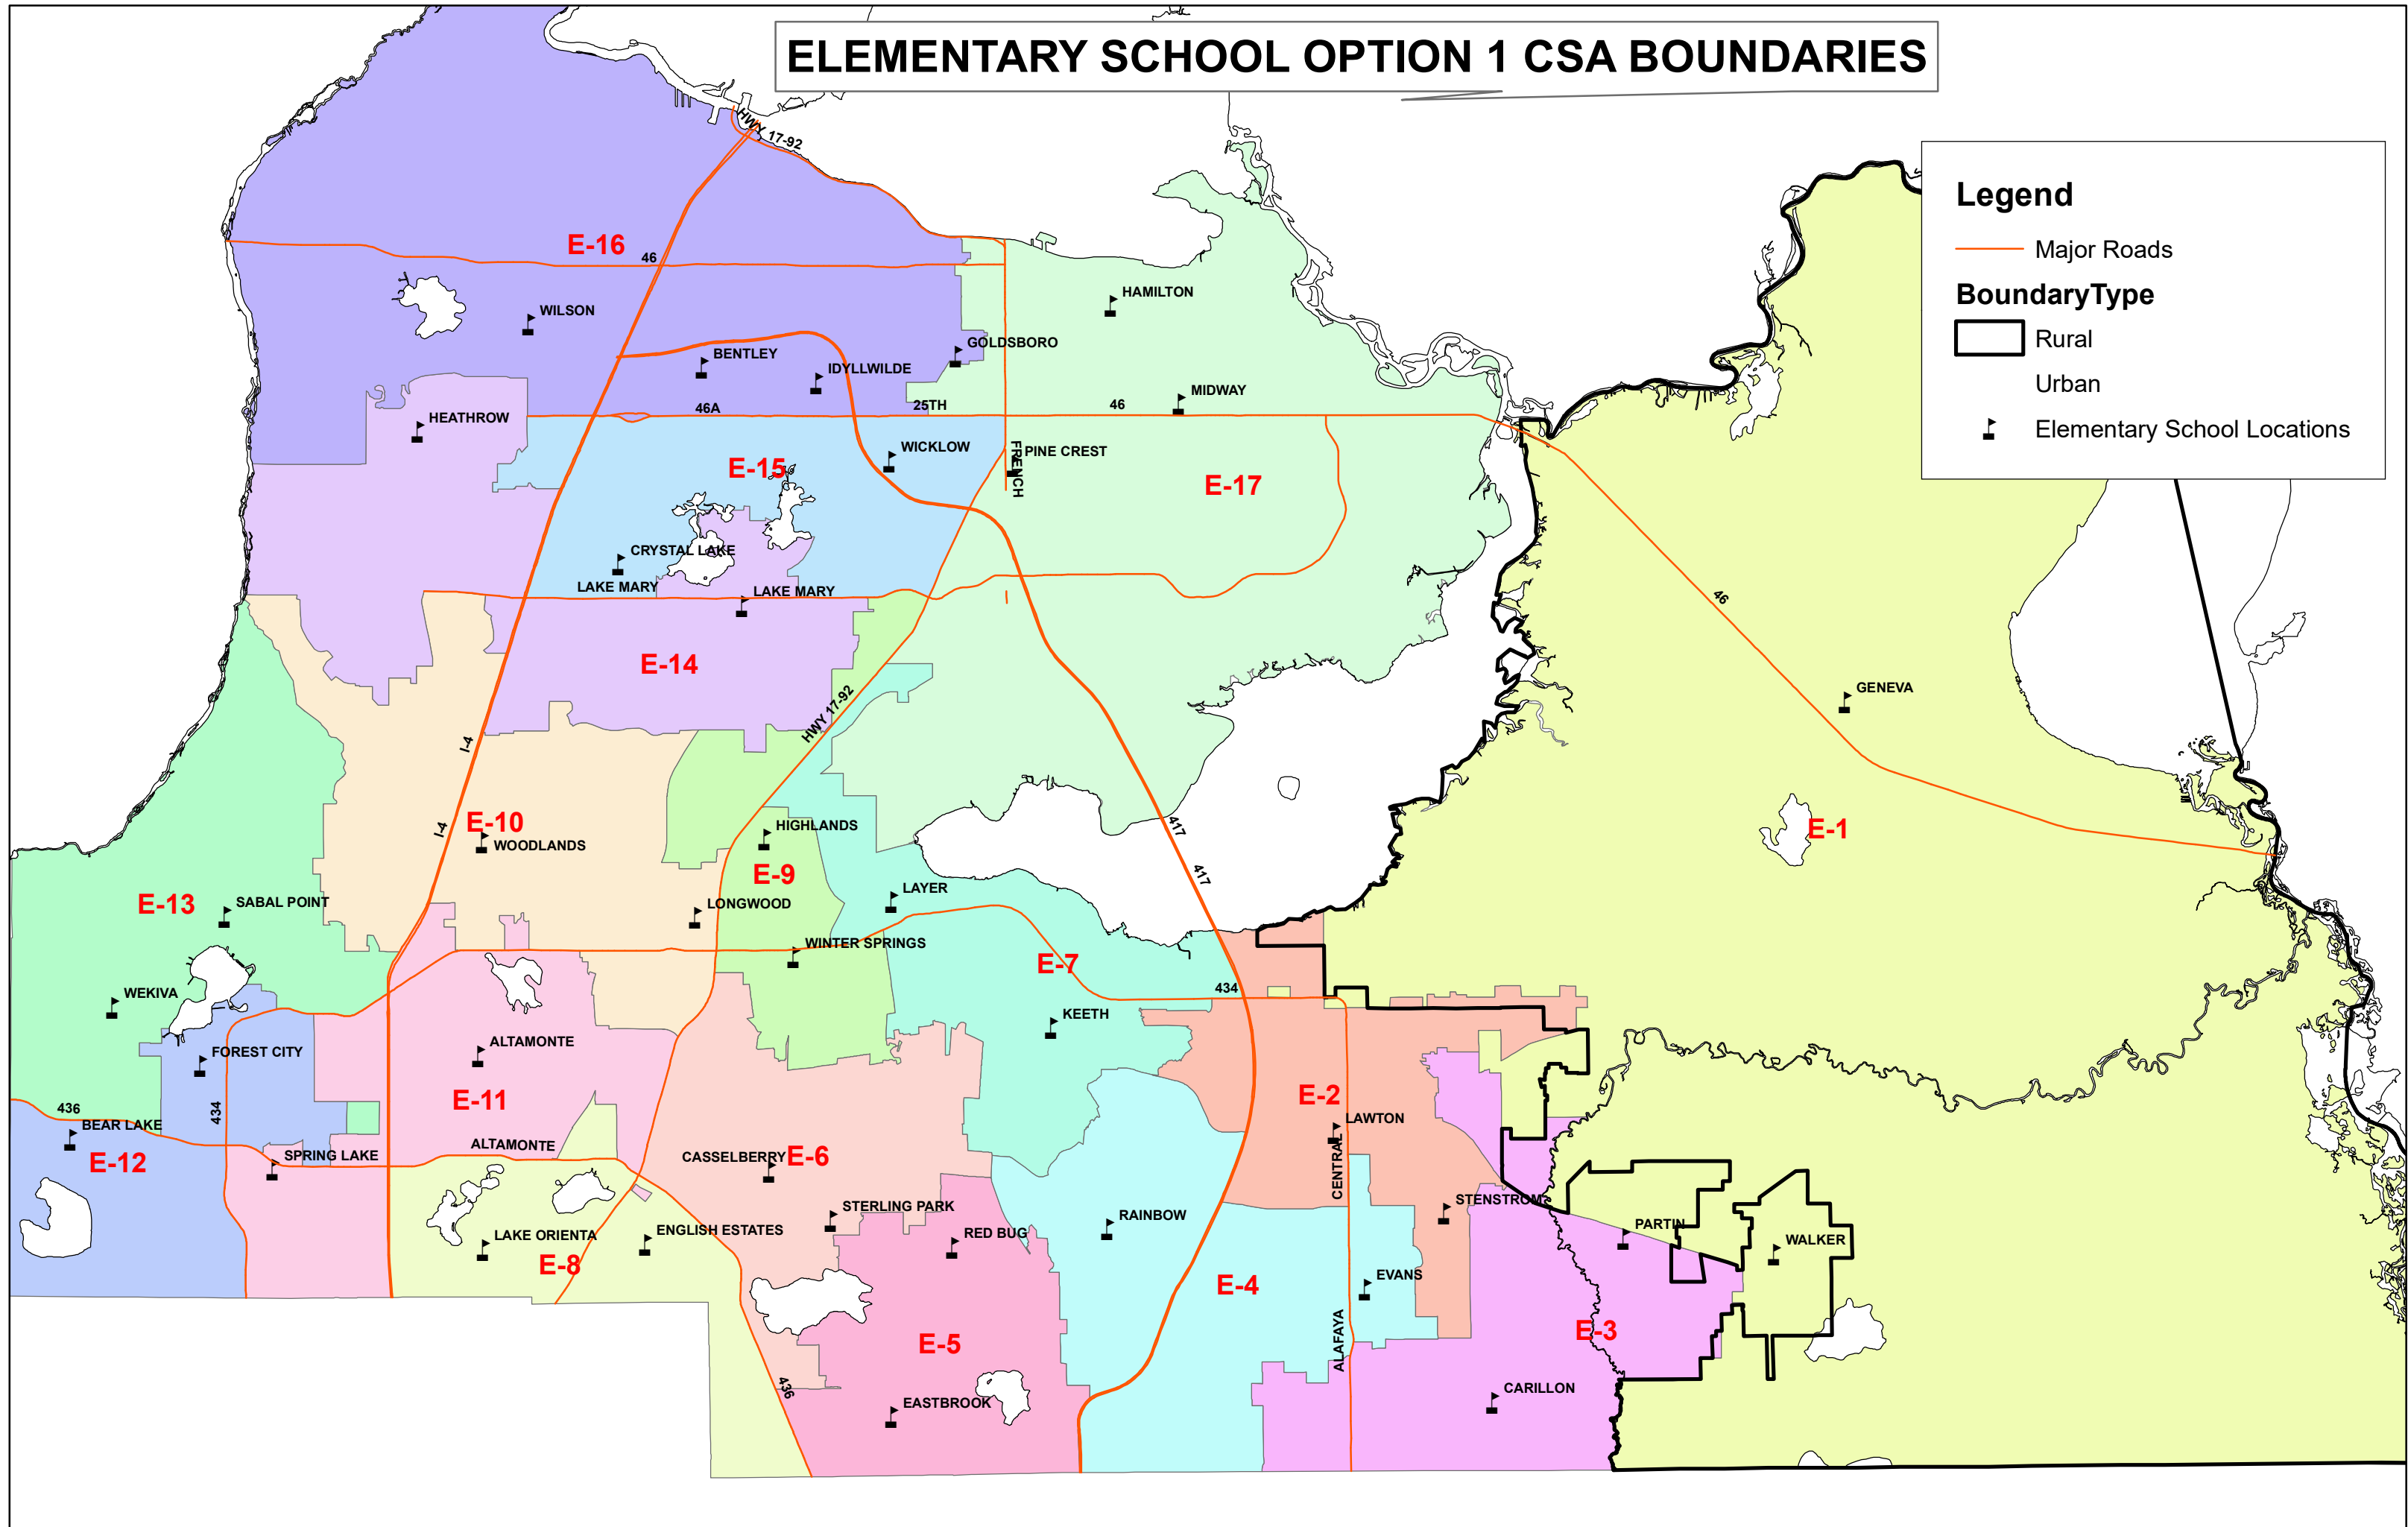 ELEMENTARY SCHOOL OPTION 1 CSA BOUNDARIES
Legend
Major Roads
BoundaryType
Rural
Urban
Elementary School Locations
HWY 17-92
E-16
46
WILSON
HAMILTON
BENTLEY
GOLDSBORO
IDYLLWILDE
MIDWAY
46A
25TH
46
HEATHROW
WICKLOW
FRENCH
PINE CREST
E-15
E-17
CRYSTAL LAKE
LAKE MARY
LAKE MARY
46
E-14
GENEVA
HWY 17-92
I-4
I-4
E-10
WOODLANDS
HIGHLANDS
417
E-1
E-9
417
E-13
SABAL POINT
LAYER
LONGWOOD
WINTER SPRINGS
E-7
WEKIVA
434
KEETH
FOREST CITY
ALTAMONTE
E-11
E-2
436
434
BEAR LAKE
LAWTON
ALTAMONTE
E-12
SPRING LAKE
CASSELBERRY
E-6
CENTRAL
STERLING PARK
STENSTROM
RAINBOW
LAKE ORIENTA
ENGLISH ESTATES
RED BUG
PARTIN
WALKER
E-8
E-4
EVANS
E-5
ALAFAYA
E-3
436
EASTBROOK
CARILLON